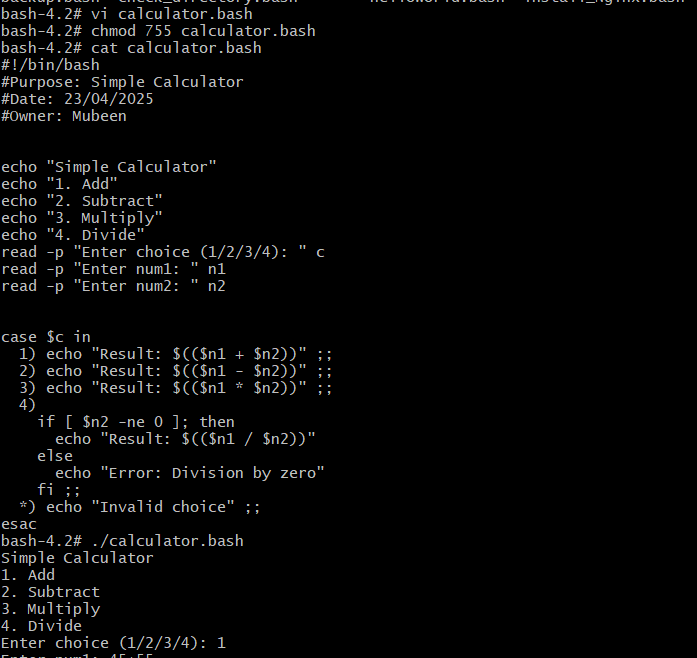 bash-4.2# vi calculator.bash
bash-4.2# chmod 755 calculator.bash
bash-4.2# cat calculator.bash
#!/bin/bash
#Purpose: Simple Calculator
#Date: 23/04/2025
#Owner: Mubeen
echo "Simple Calculator"
echo "1. Add"
echo "2. Subtract"
echo "3. Multiply"
echo "4. Divide"
read -p "Enter choice (1/2/3/4): " c
read -p "Enter num1: " n1
read -p "Enter num2: " n2
case $c in
  1) echo "Result: $(($n1 + $n2))" ;;
  2) echo "Result: $(($n1 - $n2))" ;;
  3) echo "Result: $(($n1 * $n2))" ;;
  4)
    if [ $n2 -ne 0 ]; then
      echo "Result: $(($n1 / $n2))"
    else
      echo "Error: Division by zero"
    fi ;;
  *) echo "Invalid choice" ;;
esac
bash-4.2# ./calculator.bash
Simple Calculator
1. Add
2. Subtract
3. Multiply
4. Divide
Enter choice (1/2/3/4): 1